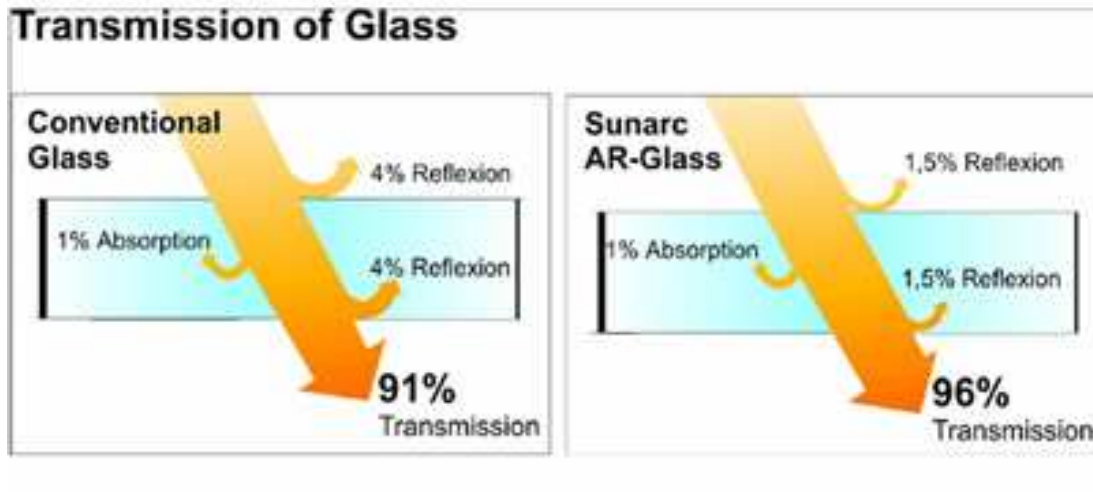 Transmission of Glass
Conventional
Glass
4% Reflexion
1% Absorption
4% Reflexion
91%
Transmission
Sunarc
AR-Glass
1,5% Reflexion
1% Absorption
1,5% Reflexion
96%
Transmission